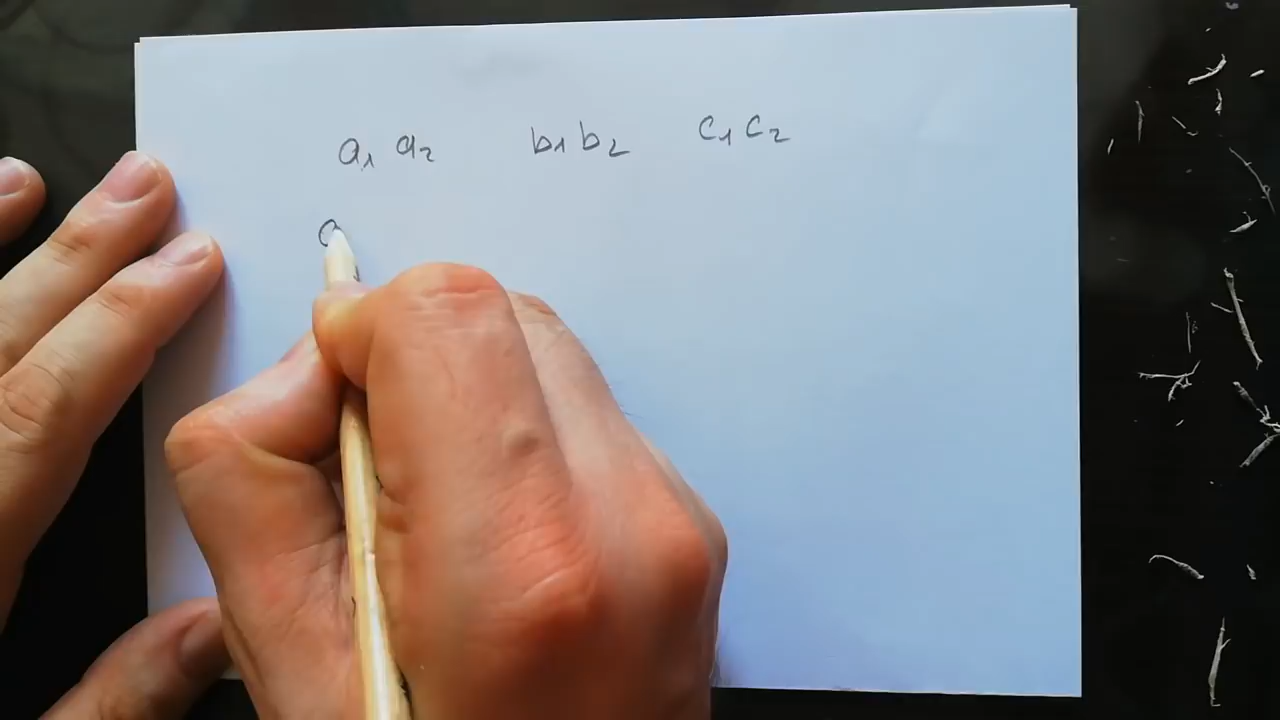 a₁ a₂ b₁ b₂ c₁ c₂